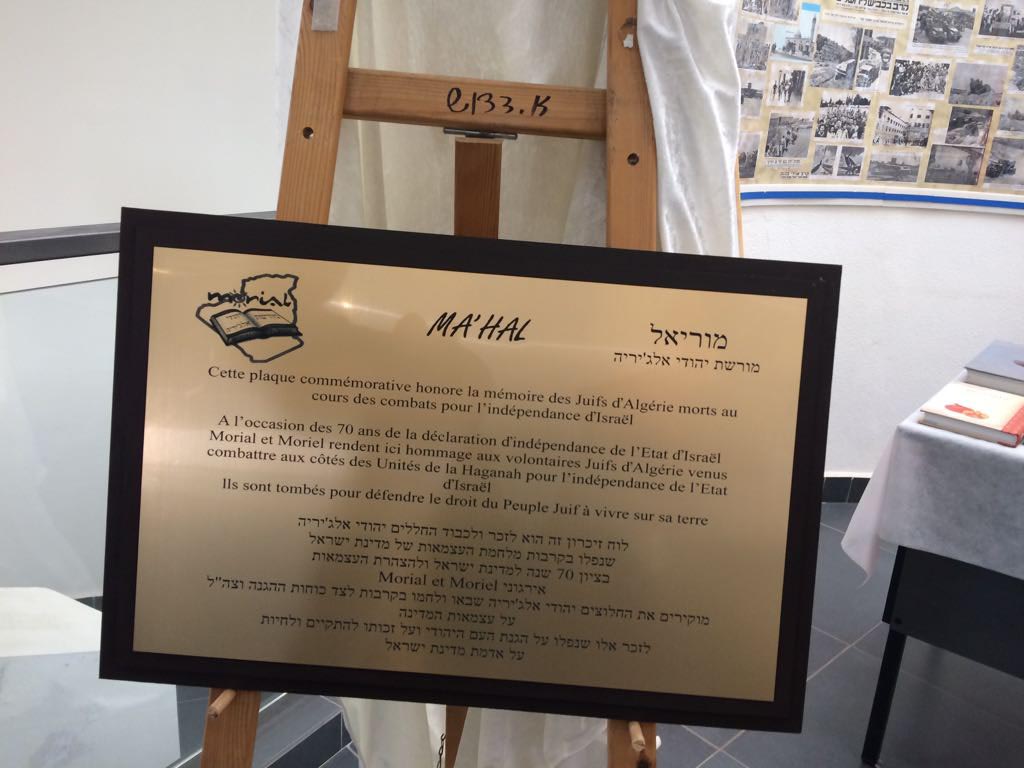 morial
MA'HAL
מוריאל
מורשת יהודי אלג'יריה
Cette plaque commémorative honore la mémoire des Juifs d'Algérie morts au
cours des combats pour l'indépendance d'Israël
A l'occasion des 70 ans de la déclaration d'indépendance de l'Etat d'Israël
Morial et Moriel rendent ici hommage aux volontaires Juifs d'Algérie venus
combattre aux côtés des Unités de la Haganah pour l'indépendance de l'Etat
d'Israël
Ils sont tombés pour défendre le droit du Peuple Juif à vivre sur sa terre
לוח זיכרון זה הוא לזכר ולכבוד החללים יהודי אלג'יריה
שנפלו בקרבות מלחמת העצמאות של מדינת ישראל
בציון 70 שנה למדינת ישראל ולהצהרת העצמאות
אירגוני Morial et Moriel
מוקירים את החלוצים יהודי אלג'יריה שבאו ולחמו בקרבות לצד כוחות ההגנה וצה"ל
על עצמאות המדינה
לזכר אלו שנפלו על הגנת העם היהודי ועל זכותו להתקיים ולחיות
על אדמת מדינת ישראל